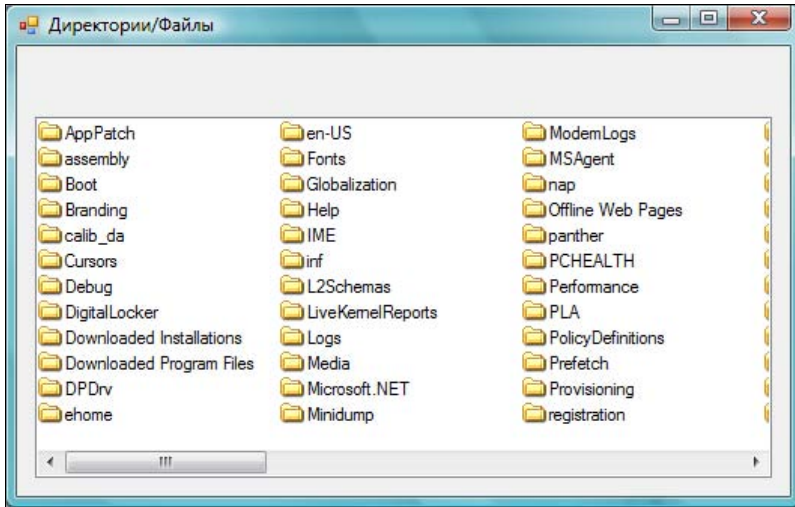 Директории/Файлы
AppPatch
assembly
Boot
Branding
calib_da
Cursors
Debug
DigitalLocker
Downloaded Installations
Downloaded Program Files
DPDrv
ehome
en-US
Fonts
Globalization
Help
IME
inf
L2Schemas
LiveKernelReports
Logs
Media
Microsoft.NET
Minidump
ModemLogs
MSAgent
nap
Offline Web Pages
panther
PCHEALTH
Performance
PLA
PolicyDefinitions
Prefetch
Provisioning
registration